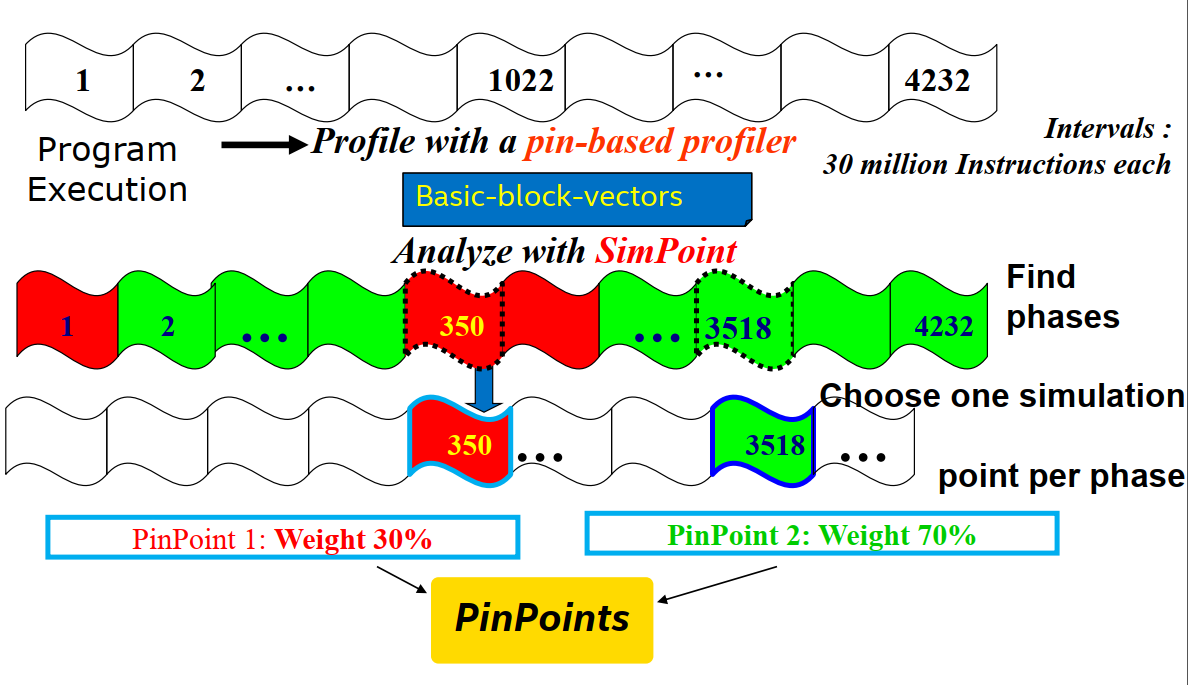 1 2 ... 1022 ... 4232
Program
Execution
Profile with a pin-based profiler
Intervals :
30 million Instructions each
Basic-block-vectors
Analyze with SimPoint
1 2 ... 350 ... 3518 4232
Find
phases
Choose one simulation
350 ... 3518 ...
point per phase
PinPoint 1: Weight 30%
PinPoint 2: Weight 70%
PinPoints